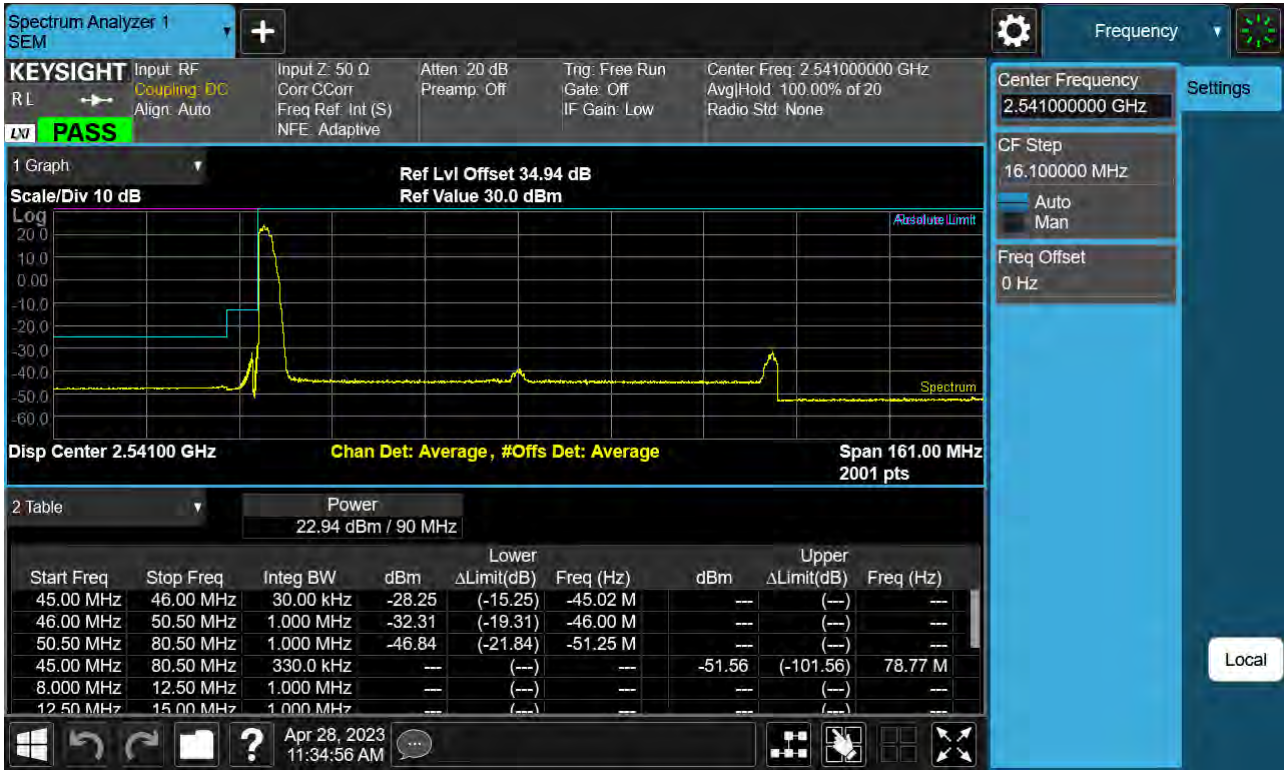 Spectrum Analyzer 1
SEM
Frequency
KEYSIGHT
RL
LXI PASS
Input: RF
Coupling: DC
Align: Auto
Input Z: 50 Ω
Corr CCorr
Freq Ref: Int (S)
NFE: Adaptive
Atten: 20 dB
Preamp: Off
Trig: Free Run
Gate: Off
IF Gain: Low
Center Freq: 2.541000000 GHz
Avg|Hold: 100.00% of 20
Radio Std: None
Center Frequency
2.541000000 GHz
Settings
CF Step
16.100000 MHz
Auto
Man
Freq Offset
0 Hz
Local
1 Graph
Scale/Div 10 dB
Ref Lvl Offset 34.94 dB
Ref Value 30.0 dBm
Log
20.0
10.0
0.00
-10.0
-20.0
-30.0
-40.0
-50.0
-60.0
Limit
Spectrum
Disp Center 2.54100 GHz
Chan Det: Average, #Offs Det: Average
Span 161.00 MHz
2001 pts
2 Table
Power
22.94 dBm / 90 MHz
Lower Upper
Start Freq Stop Freq Integ BW dBm ΔLimit(dB) Freq (Hz) dBm ΔLimit(dB) Freq (Hz)
45.00 MHz 46.00 MHz 30.00 kHz -28.25 (-15.25) -45.02 M --- (---) ---
46.00 MHz 50.50 MHz 1.000 MHz -32.31 (-19.31) -46.00 M --- (---) ---
50.50 MHz 80.50 MHz 1.000 MHz -46.84 (-21.84) -51.25 M --- (---) ---
45.00 MHz 80.50 MHz 330.0 kHz --- (---) --- -51.56 (-101.56) 78.77 M
8.000 MHz 12.50 MHz 1.000 MHz --- (---) --- --- (---) ---
12.50 MHz 15.00 MHz 1.000 MHz --- (---) --- --- (---) ---
?
Apr 28, 2023
11:34:56 AM